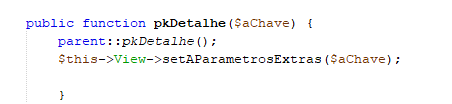 public function pkDetalhe($aChave) {
parent::pkDetalhe();
$this->View->setAParametrosExtras($aChave);
}